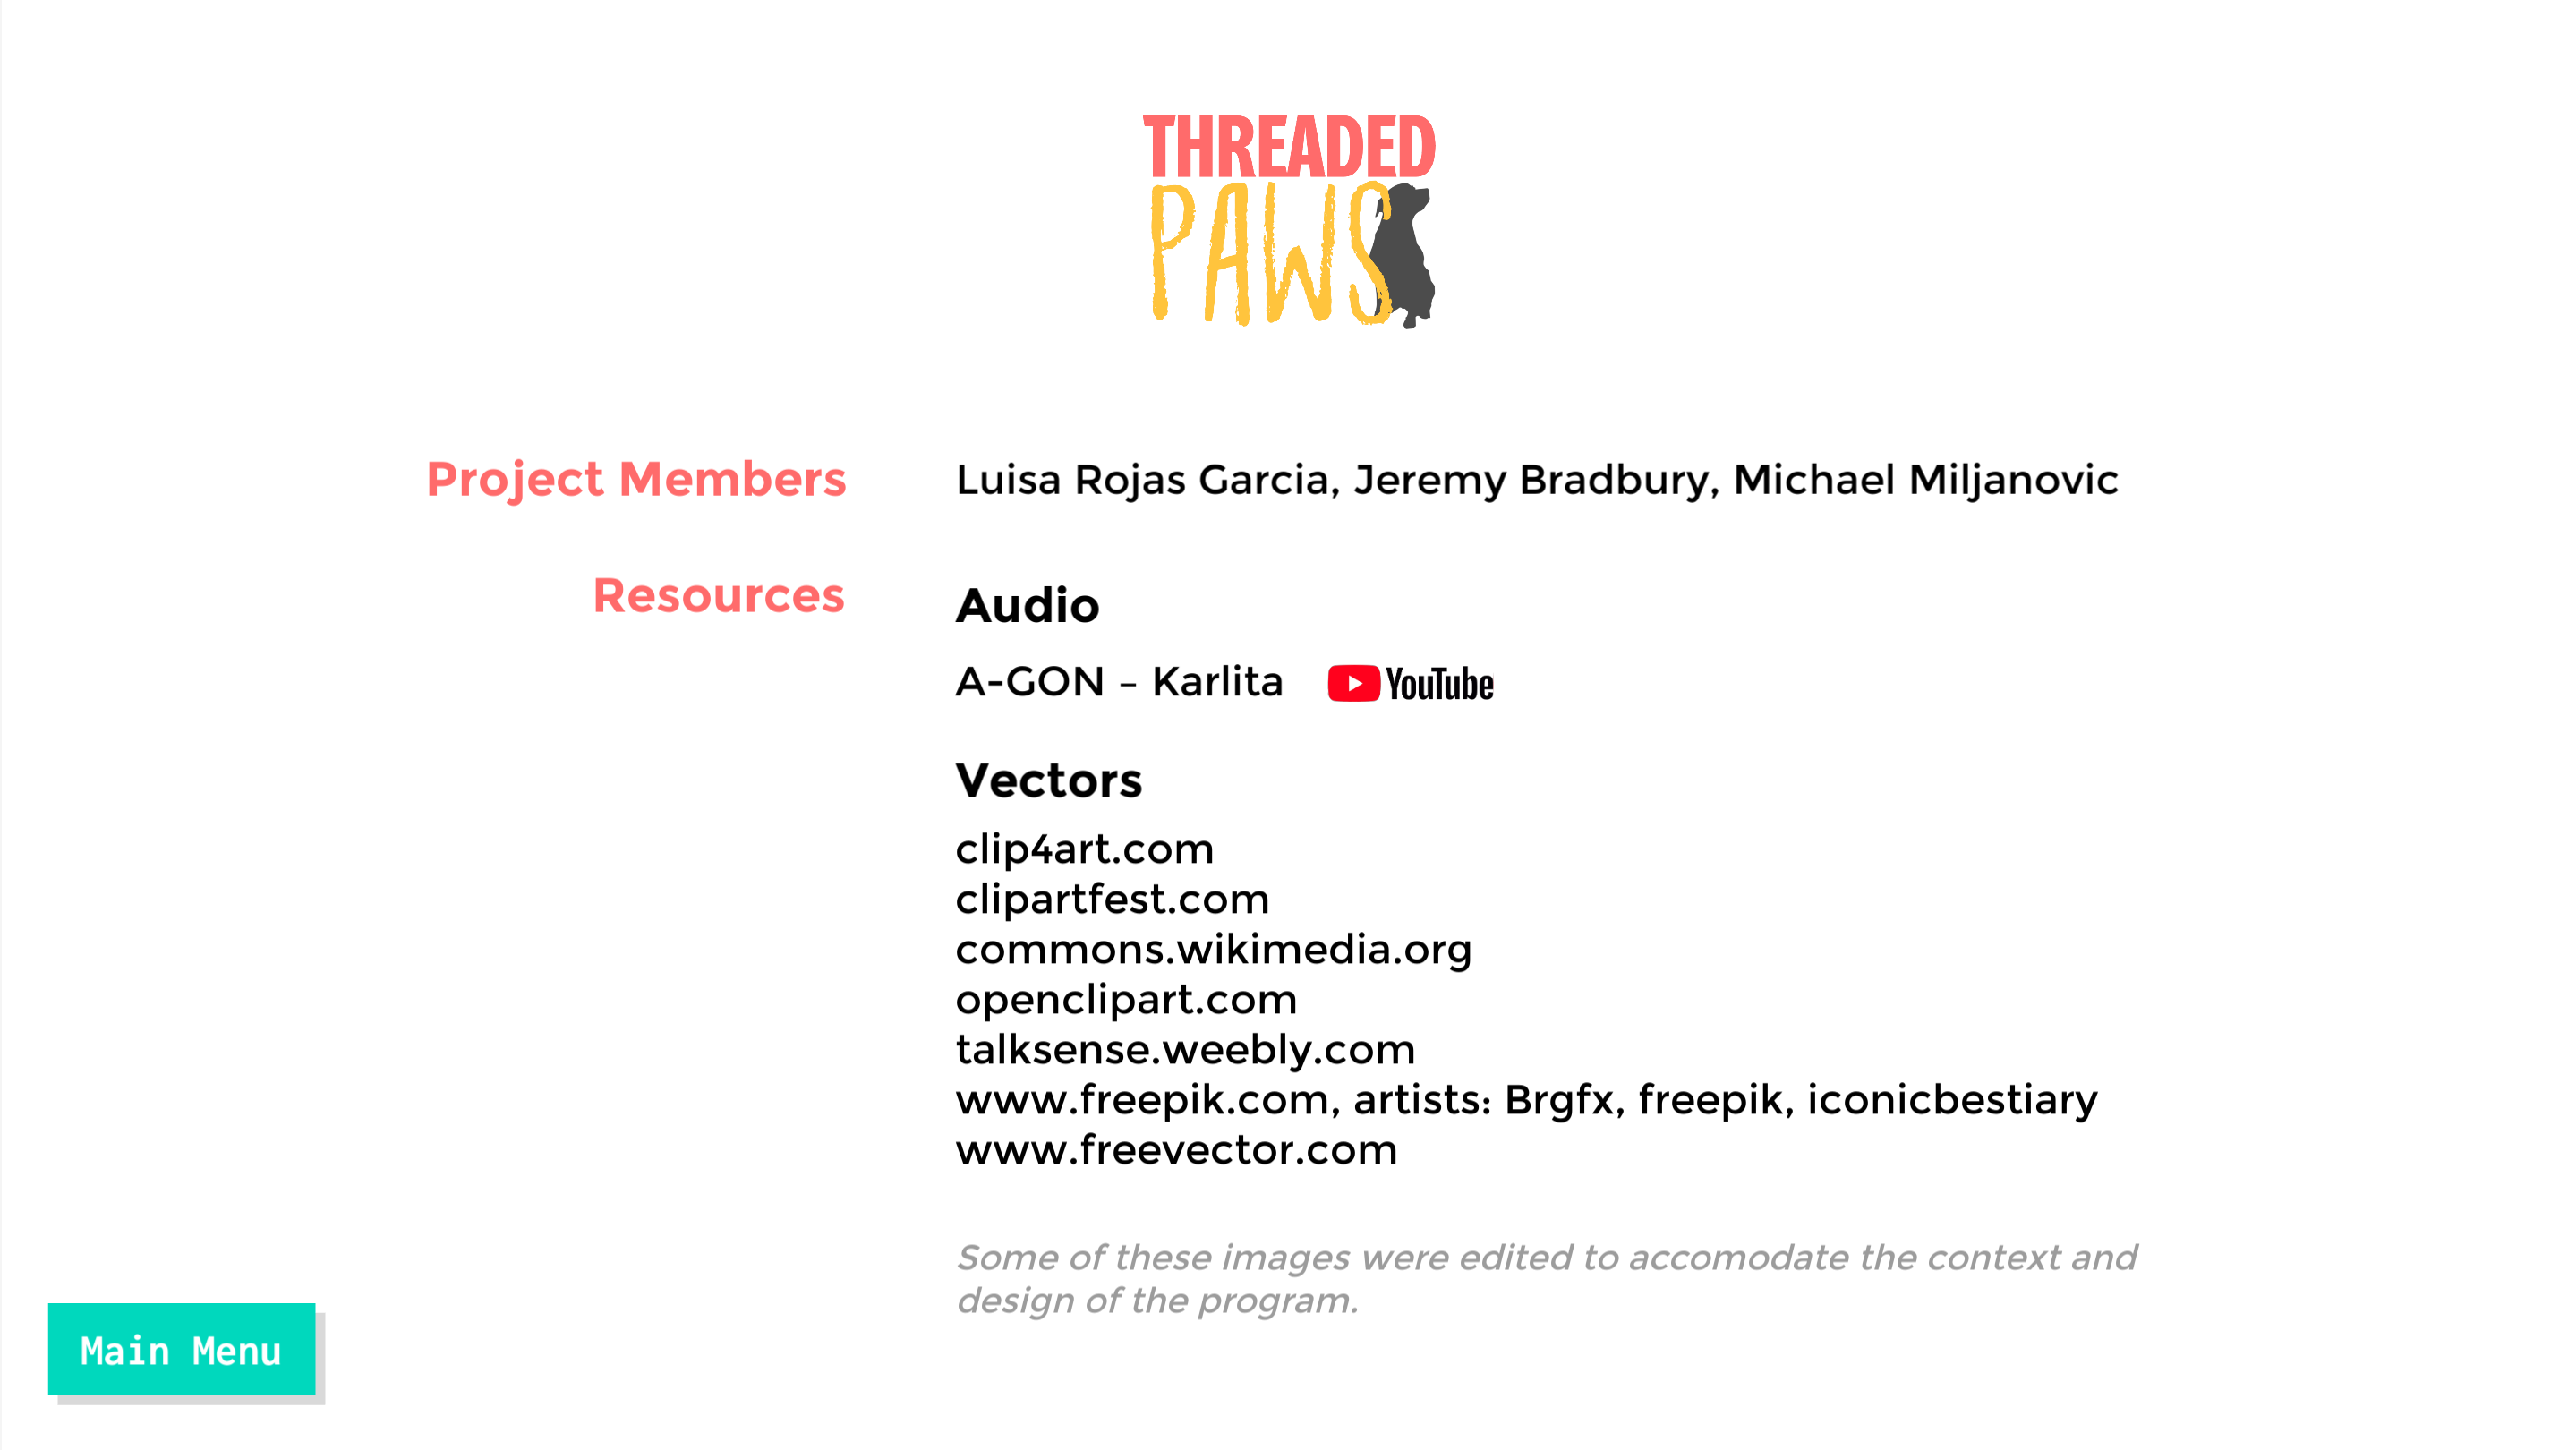 THREADED
PAWS
Project Members
Luisa Rojas Garcia, Jeremy Bradbury, Michael Miljanovic
Resources
Audio
A-GON – Karlita YouTube
Vectors
clip4art.com
clipartfest.com
commons.wikimedia.org
openclipart.com
talksense.weebly.com
www.freepik.com, artists: Brgfx, freepik, iconicbestiary
www.freevector.com
Some of these images were edited to accomodate the context and
design of the program.
Main Menu